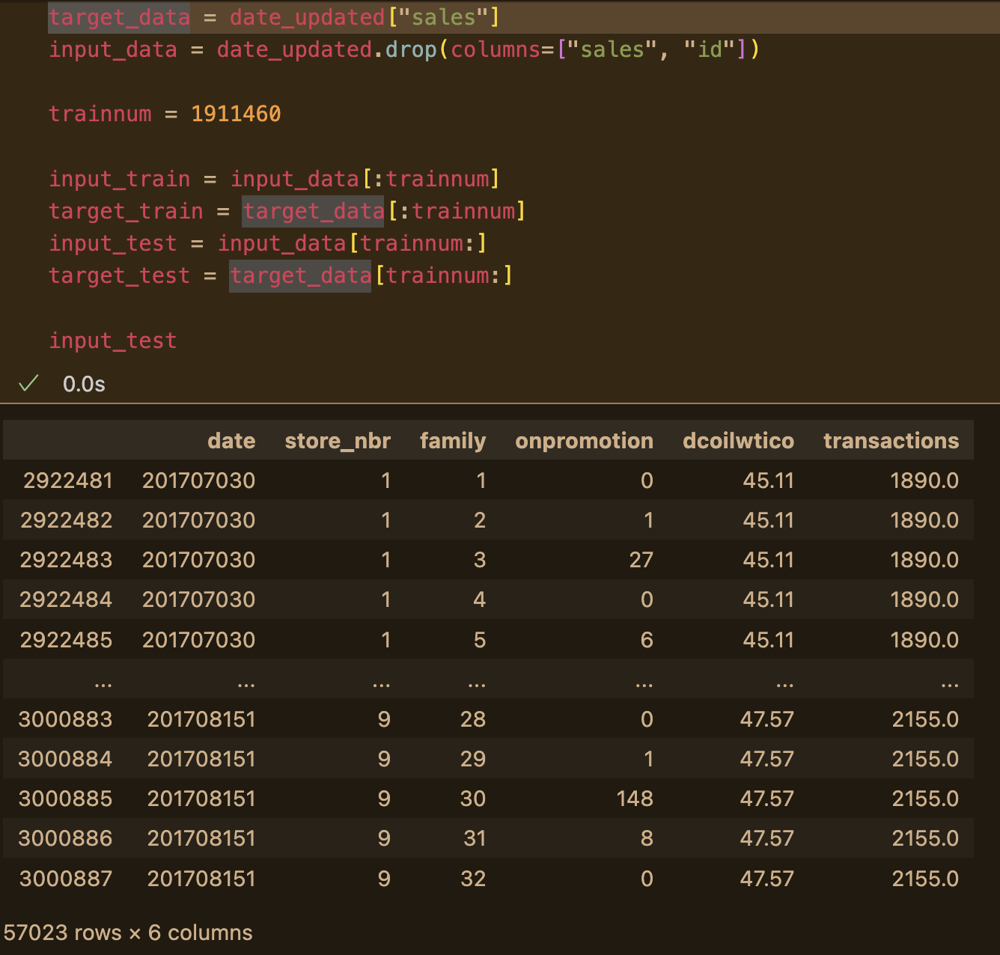 target_data = date_updated["sales"]
input_data = date_updated.drop(columns=["sales", "id"])
trainnum = 1911460
input_train = input_data[:trainnum]
target_train = target_data[:trainnum]
input_test = input_data[trainnum:]
target_test = target_data[trainnum:]
input_test
0.0s
date store_nbr family onpromotion dcoilwtico transactions
2922481 201707030 1 1 0 45.11 1890.0
2922482 201707030 1 2 1 45.11 1890.0
2922483 201707030 1 3 27 45.11 1890.0
2922484 201707030 1 4 0 45.11 1890.0
2922485 201707030 1 5 6 45.11 1890.0
... ... ... ... ... ... ...
3000883 201708151 9 28 0 47.57 2155.0
3000884 201708151 9 29 1 47.57 2155.0
3000885 201708151 9 30 148 47.57 2155.0
3000886 201708151 9 31 8 47.57 2155.0
3000887 201708151 9 32 0 47.57 2155.0
57023 rows × 6 columns